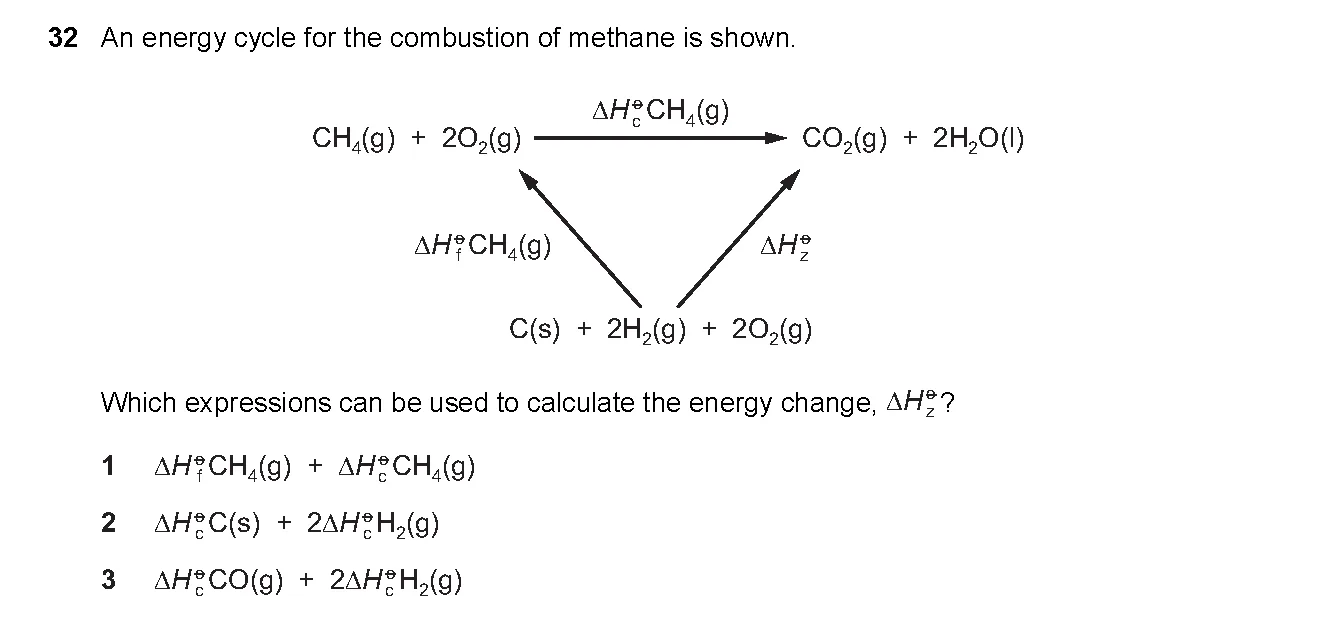 32 An energy cycle for the combustion of methane is shown.
ΔH⦵c CH₄(g)
CH₄(g) + 2O₂(g) CO₂(g) + 2H₂O(l)
ΔH⦵f CH₄(g) ΔH⦵z
C(s) + 2H₂(g) + 2O₂(g)
Which expressions can be used to calculate the energy change, ΔH⦵z?
1 ΔH⦵f CH₄(g) + ΔH⦵c CH₄(g)
2 ΔH⦵c C(s) + 2ΔH⦵c H₂(g)
3 ΔH⦵c CO(g) + 2ΔH⦵c H₂(g)